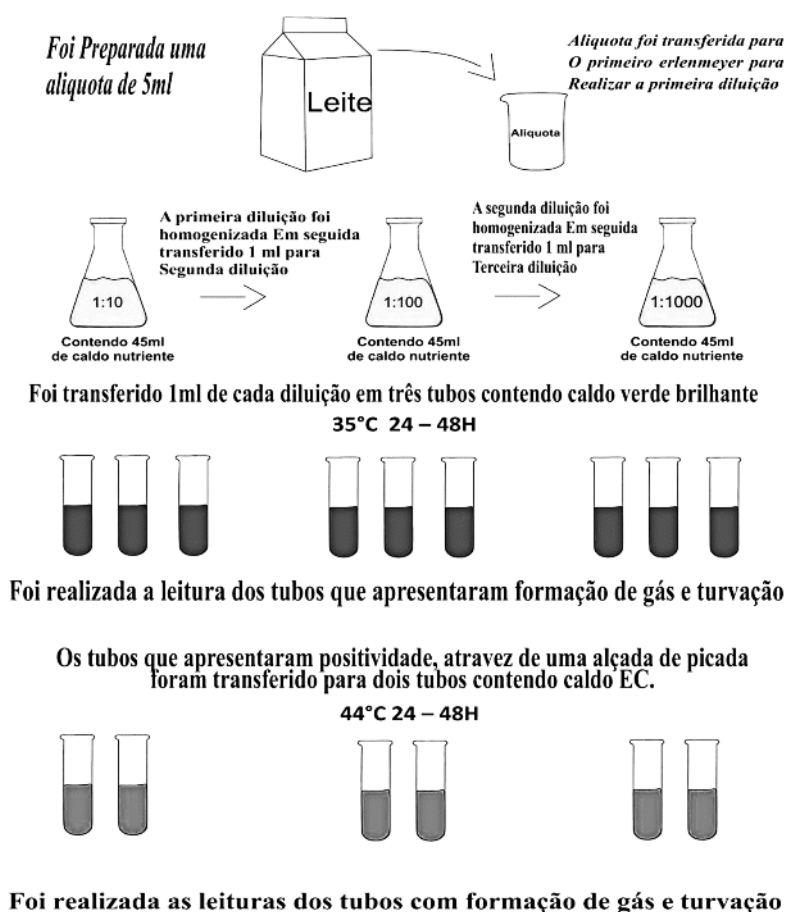 Foi Preparada uma
aliquota de 5ml
Leite
Aliquota
Aliquota foi transferida para
O primeiro erlenmeyer para
Realizar a primeira diluição
1:10
Contendo 45ml
de caldo nutriente
A primeira diluição foi
homogenizada Em seguida
transferido 1 ml para
Segunda diluição
1:100
Contendo 45ml
de caldo nutriente
A segunda diluição foi
homogenizada Em seguida
transferido 1 ml para
Terceira diluição
1:1000
Contendo 45ml
de caldo nutriente
Foi transferido 1ml de cada diluição em três tubos contendo caldo verde brilhante
35°C 24 – 48H
Foi realizada a leitura dos tubos que apresentaram formação de gás e turvação
Os tubos que apresentaram positividade, atravez de uma alçada de picada
foram transferido para dois tubos contendo caldo EC.
44°C 24 – 48H
Foi realizada as leituras dos tubos com formação de gás e turvação